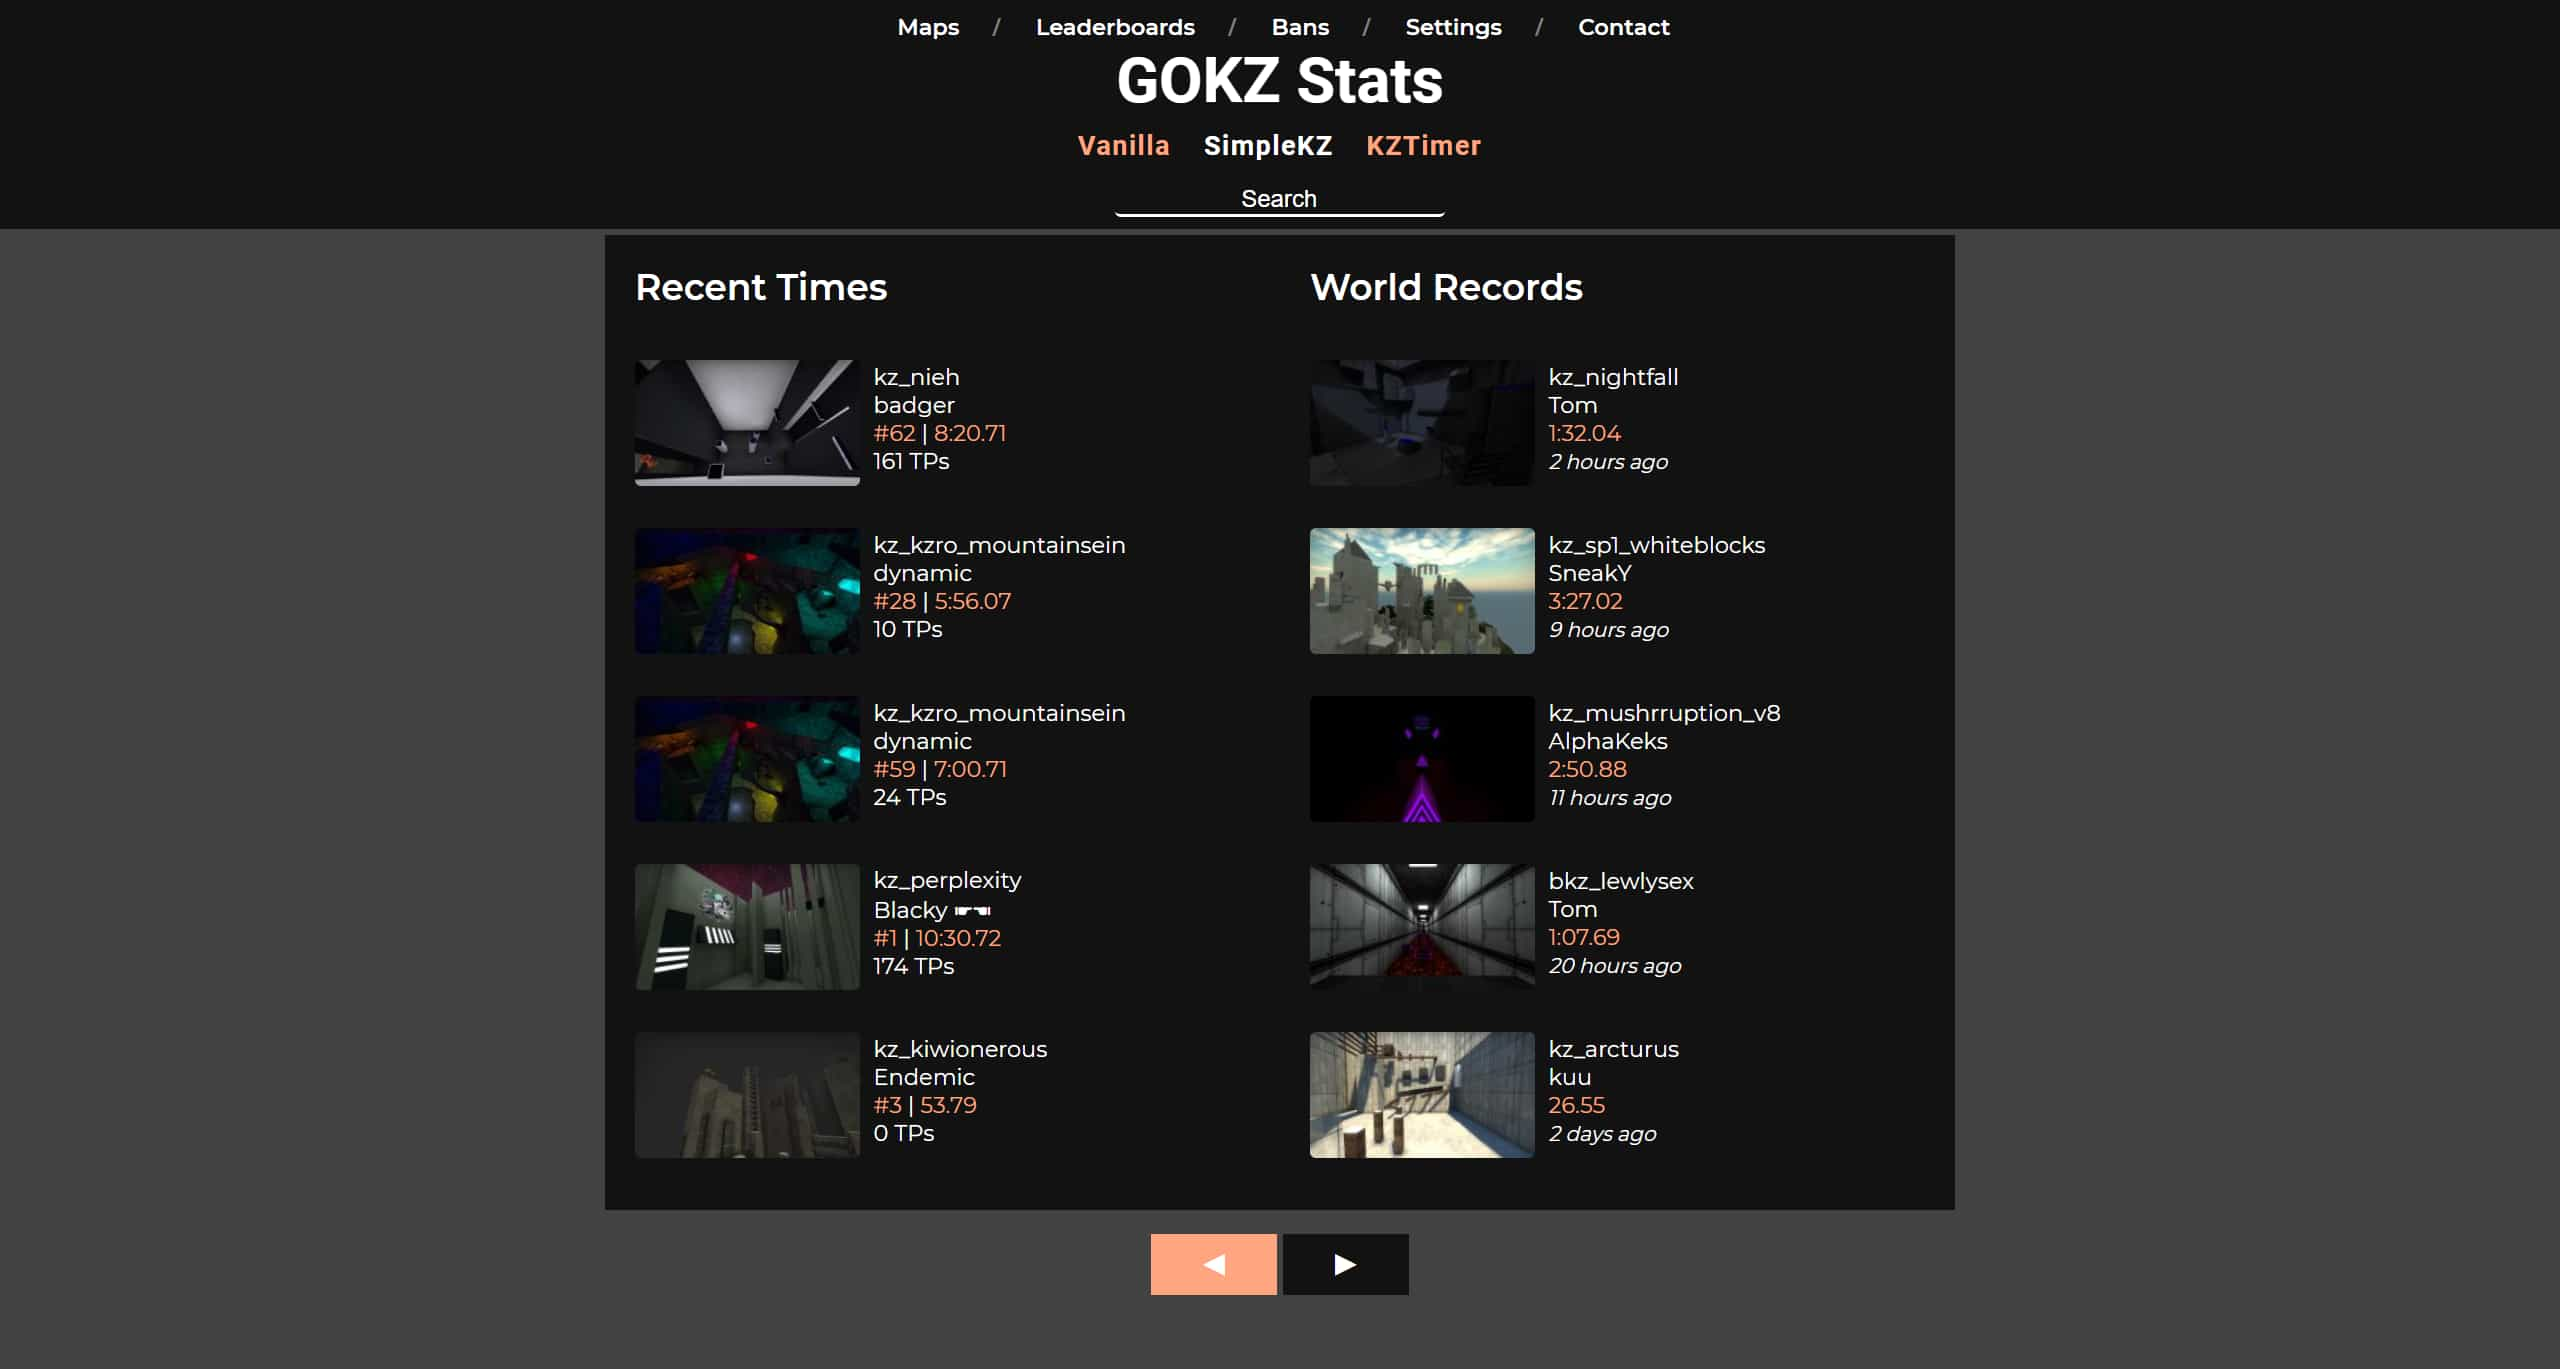 Maps / Leaderboards / Bans / Settings / Contact
GOKZ Stats
Vanilla SimpleKZ KZTimer
Search
Recent Times
kz_nieh
badger
#62 | 8:20.71
161 TPs
kz_kzro_mountainsein
dynamic
#28 | 5:56.07
10 TPs
kz_kzro_mountainsein
dynamic
#59 | 7:00.71
24 TPs
kz_perplexity
Blacky ☛☚
#1 | 10:30.72
174 TPs
kz_kiwionerous
Endemic
#3 | 53.79
0 TPs
World Records
kz_nightfall
Tom
1:32.04
2 hours ago
kz_sp1_whiteblocks
SneakY
3:27.02
9 hours ago
kz_mushrruption_v8
AlphaKeks
2:50.88
11 hours ago
bkz_lewlysex
Tom
1:07.69
20 hours ago
kz_arcturus
kuu
26.55
2 days ago
◀ ▶